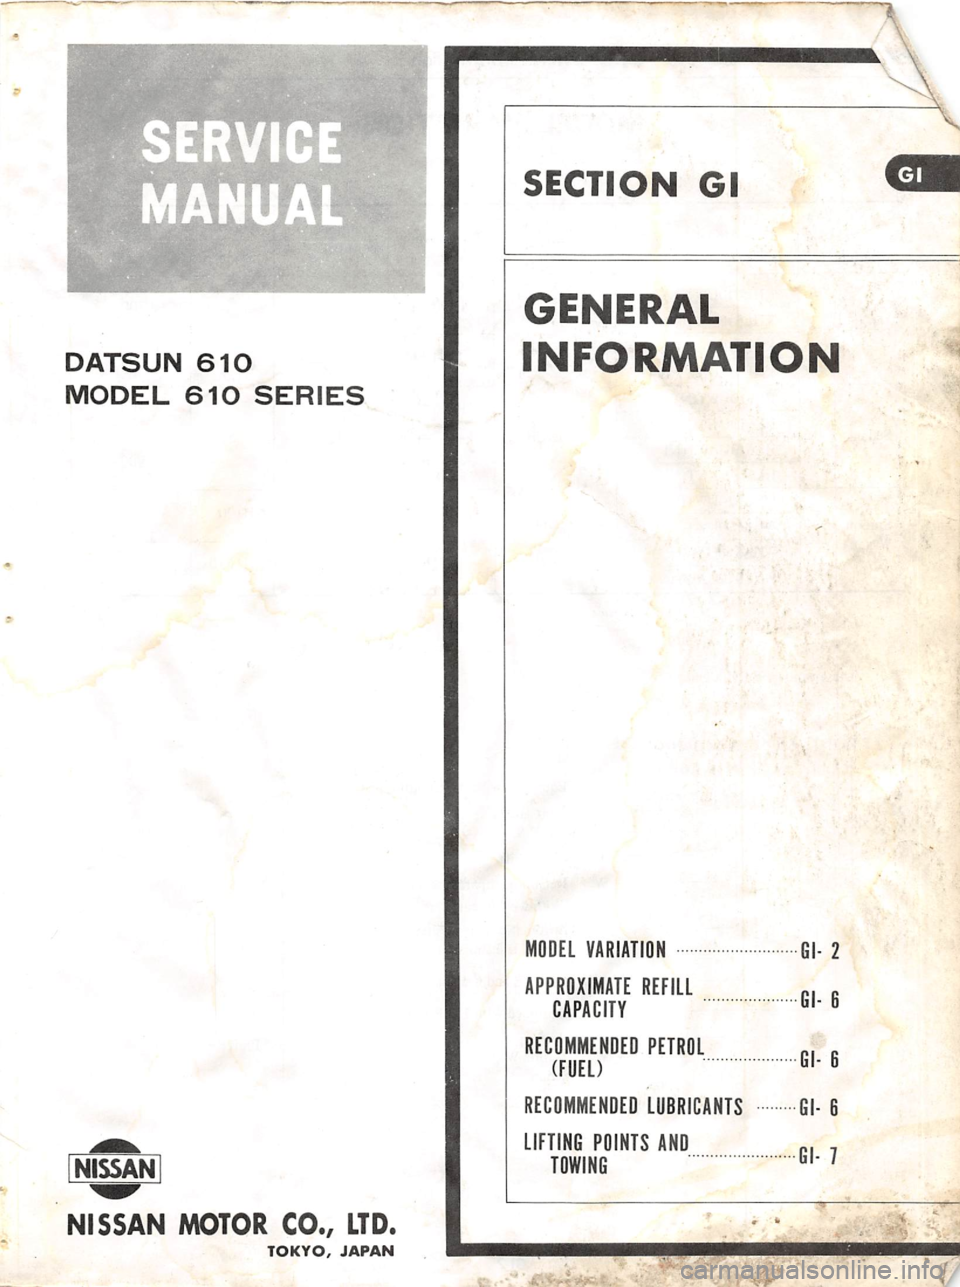 SERVICE
MANUAL
DATSUN 610
MODEL 610 SERIES
NISSAN
NISSAN MOTOR CO., LTD.
TOKYO, JAPAN
SECTION GI
GI
GENERAL
INFORMATION
MODEL VARIATION ........................... GI- 2
APPROXIMATE REFILL
CAPACITY ..................... GI- 6
RECOMMENDED PETROL
(FUEL) ..................... GI- 6
RECOMMENDED LUBRICANTS ......... GI- 6
LIFTING POINTS AND
TOWING ........................ GI- 7
carmanualsonline.info